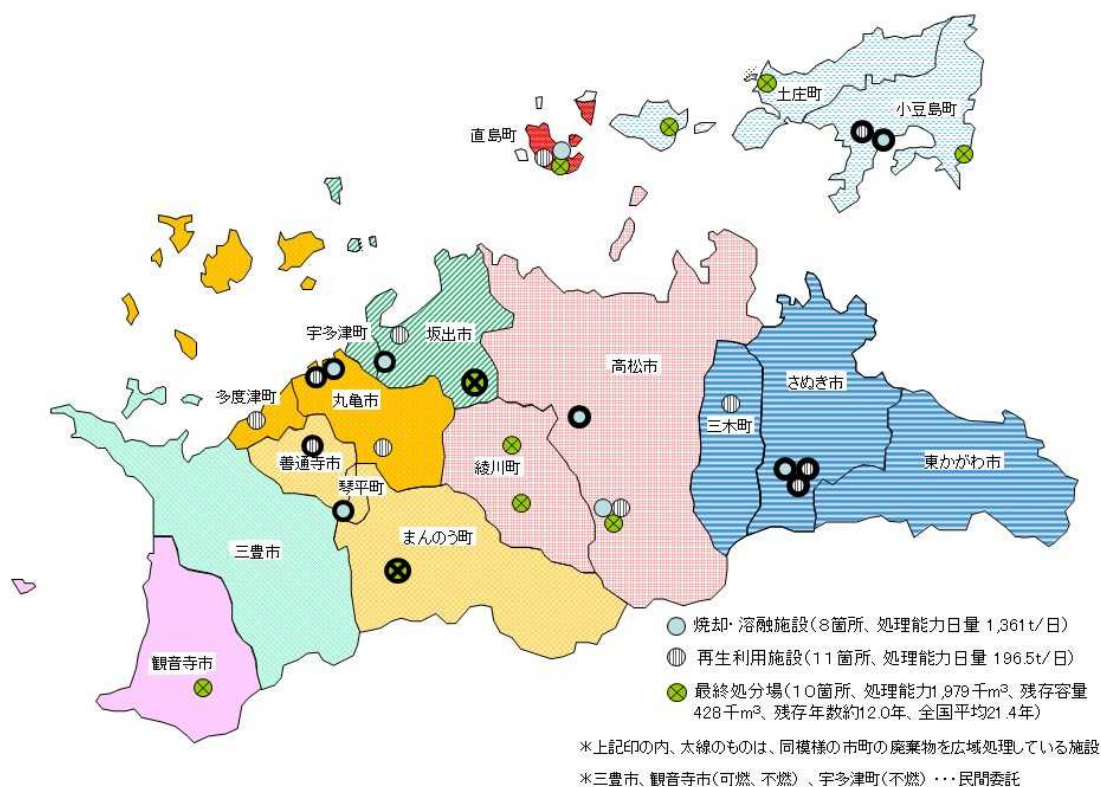 土庄町
小豆島町
直島町
宇多津町
坂出市
高松市
さぬき市
多度津町
丸亀市
三木町
善通寺市
綾川町
東かがわ市
琴平町
まんのう町
三豊市
観音寺市
焼却・溶融施設(8箇所、処理能力日量 1,361t/日)
再生利用施設(11箇所、処理能力日量 196.5t/日)
最終処分場(10箇所、処理能力1,979千m³、残存容量
428千m³、残存年数約12.0年、全国平均21.4年)
*上記印の内、太線のものは、同模様の市町の廃棄物を広域処理している施設
*三豊市、観音寺市(可燃、不燃)、宇多津町(不燃)・・・民間委託